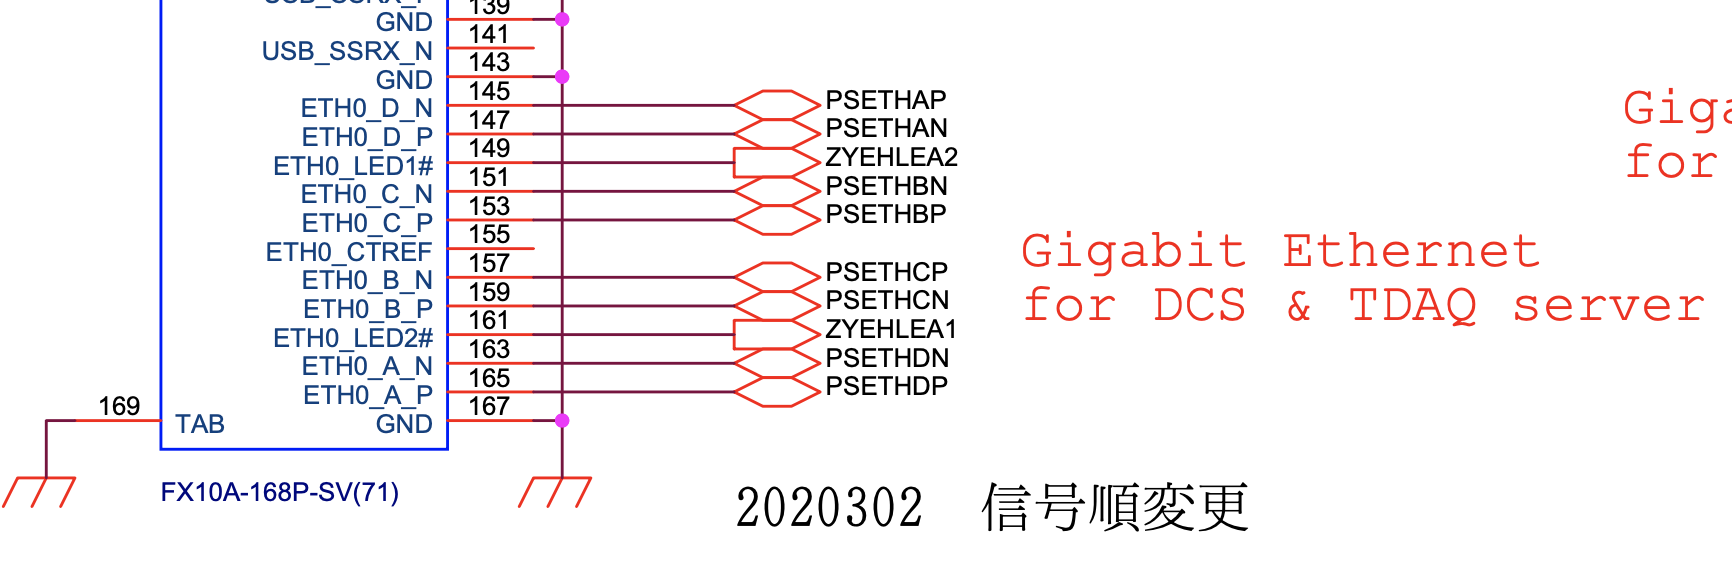 139
GND
141
USB_SSRX_N
143
GND
145
ETH0_D_N PSETHAP
147
ETH0_D_P PSETHAN
149
ETH0_LED1# ZYEHLEA2
151
ETH0_C_N PSETHBN
153
ETH0_C_P PSETHBP
155
ETH0_CTREF
157
ETH0_B_N PSETHCP
159
ETH0_B_P PSETHCN
161
ETH0_LED2# ZYEHLEA1
163
ETH0_A_N PSETHDN
165
ETH0_A_P PSETHDP
167
169
TAB GND
FX10A-168P-SV(71)
for
Gigabit Ethernet
for DCS & TDAQ server
2020302 信号順変更